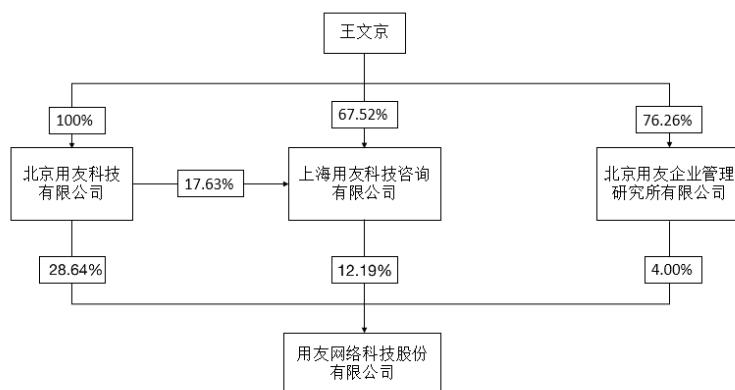 王文京
100%
67.52%
76.26%
北京用友科技
有限公司
17.63%
上海用友科技咨询
有限公司
北京用友企业管理
研究所有限公司
28.64%
12.19%
4.00%
用友网络科技股份
有限公司